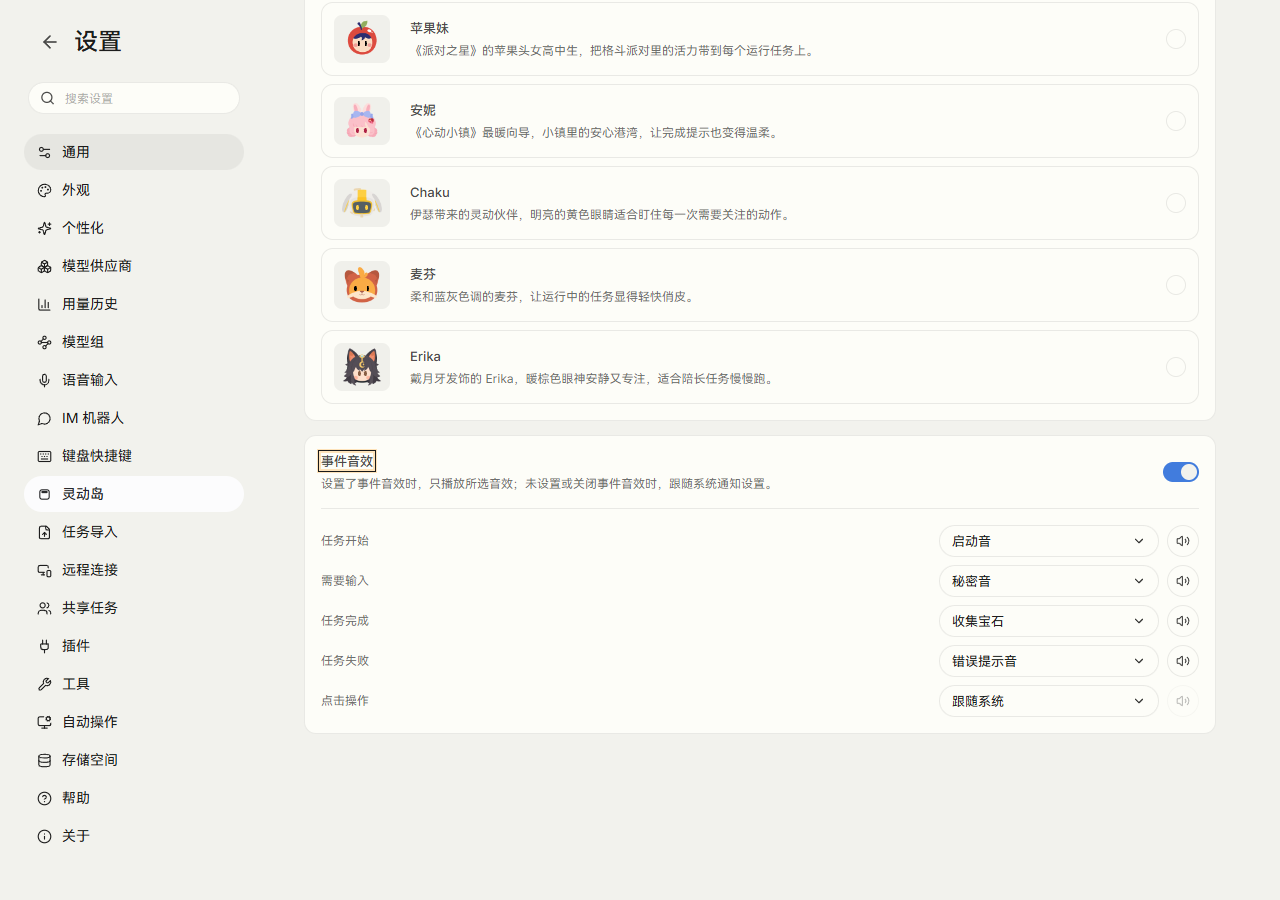 设置
搜索设置
通用
外观
个性化
模型供应商
用量历史
模型组
语音输入
IM 机器人
键盘快捷键
灵动岛
任务导入
远程连接
共享任务
插件
工具
自动操作
存储空间
帮助
关于
苹果妹
《派对之星》的苹果头女高中生，把格斗派对里的活力带到每个运行任务上。
安妮
《心动小镇》最暖向导，小镇里的安心港湾，让完成提示也变得温柔。
Chaku
伊瑟带来的灵动伙伴，明亮的黄色眼睛适合盯住每一次需要关注的动作。
麦芬
柔和蓝灰色调的麦芬，让运行中的任务显得轻快俏皮。
Erika
戴月牙发饰的 Erika，暖棕色眼神安静又专注，适合陪长任务慢慢跑。
事件音效
设置了事件音效时，只播放所选音效；未设置或关闭事件音效时，跟随系统通知设置。
任务开始
启动音
需要输入
秘密音
任务完成
收集宝石
任务失败
错误提示音
点击操作
跟随系统